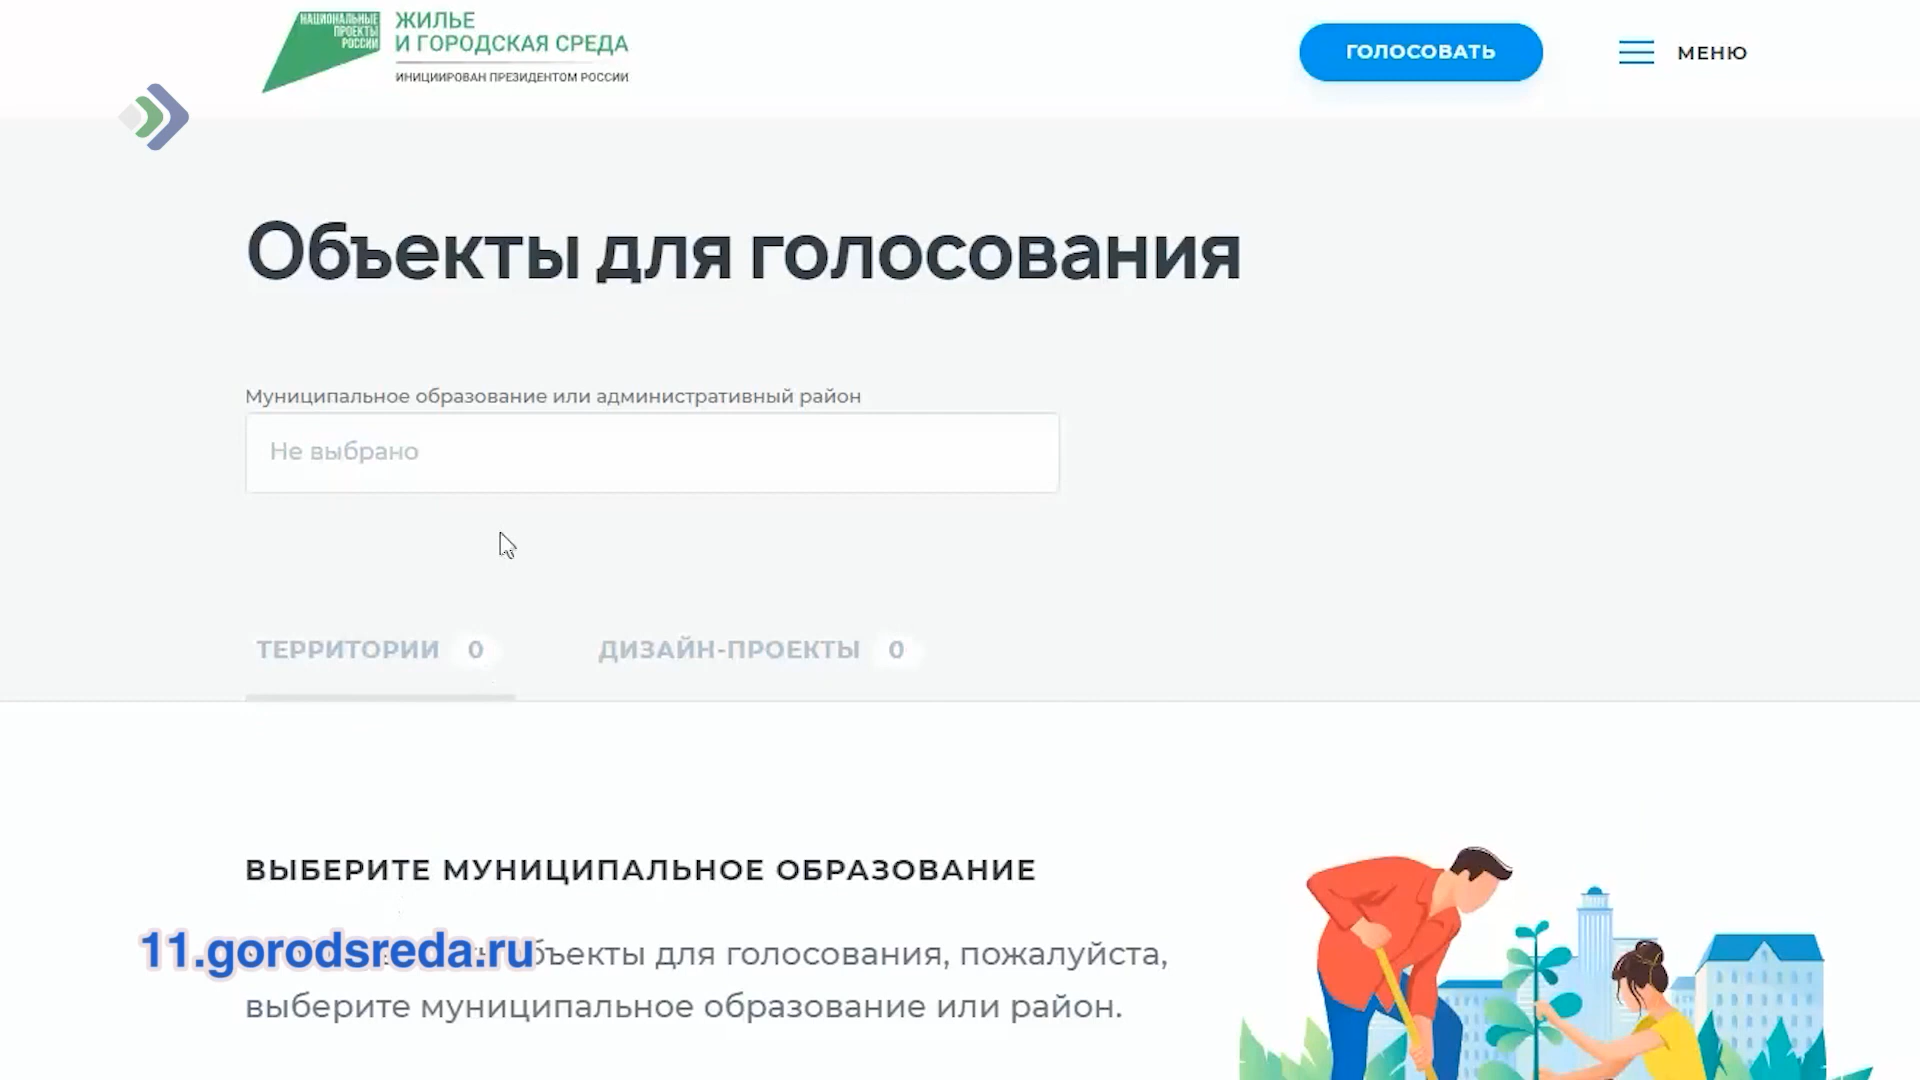 НАЦИОНАЛЬНЫЕ
ПРОЕКТЫ
РОССИИ
ЖИЛЬЕ
И ГОРОДСКАЯ СРЕДА
ИНИЦИИРОВАН ПРЕЗИДЕНТОМ РОССИИ
ГОЛОСОВАТЬ
МЕНЮ
Объекты для голосования
Муниципальное образование или административный район
Не выбрано
ТЕРРИТОРИИ 0
ДИЗАЙН-ПРОЕКТЫ 0
ВЫБЕРИТЕ МУНИЦИПАЛЬНОЕ ОБРАЗОВАНИЕ
11.gorodsreda.ru
для голосования, пожалуйста,
выберите муниципальное образование или район.